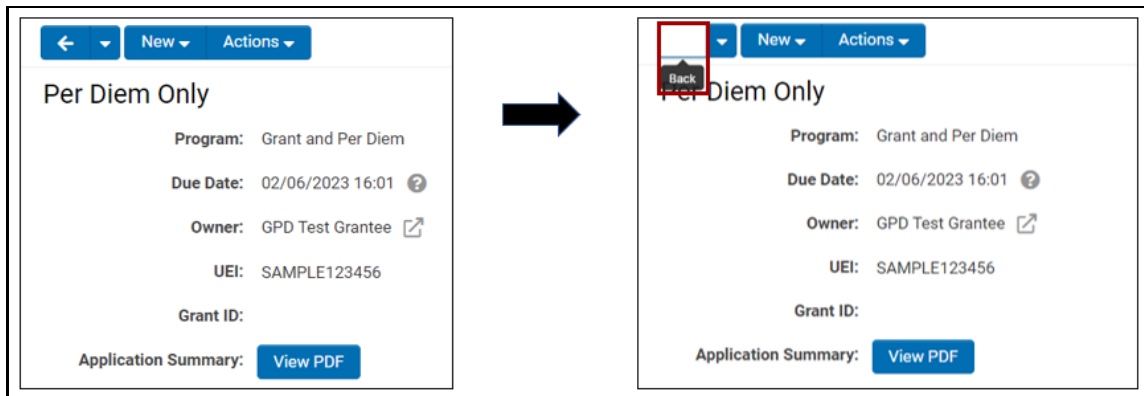 New Actions
Per Diem Only
Program: Grant and Per Diem
Due Date: 02/06/2023 16:01 ?
Owner: GPD Test Grantee
UEI: SAMPLE123456
Grant ID:
Application Summary: View PDF
New Actions
Back
Per Diem Only
Program: Grant and Per Diem
Due Date: 02/06/2023 16:01 ?
Owner: GPD Test Grantee
UEI: SAMPLE123456
Grant ID:
Application Summary: View PDF